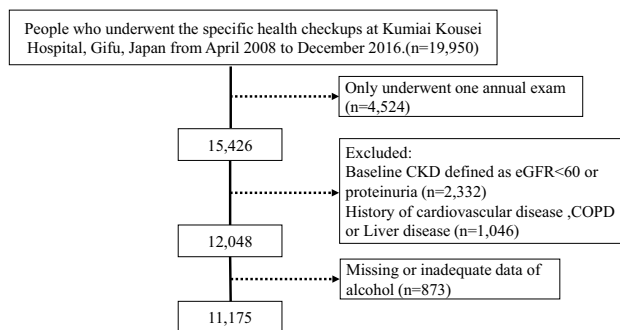 People who underwent the specific health checkups at Kumiai Kousei
Hospital, Gifu, Japan from April 2008 to December 2016.(n=19,950)
Only underwent one annual exam
(n=4,524)
15,426
Excluded:
Baseline CKD defined as eGFR<60 or
proteinuria (n=2,332)
History of cardiovascular disease ,COPD
or Liver disease (n=1,046)
12,048
Missing or inadequate data of
alcohol (n=873)
11,175